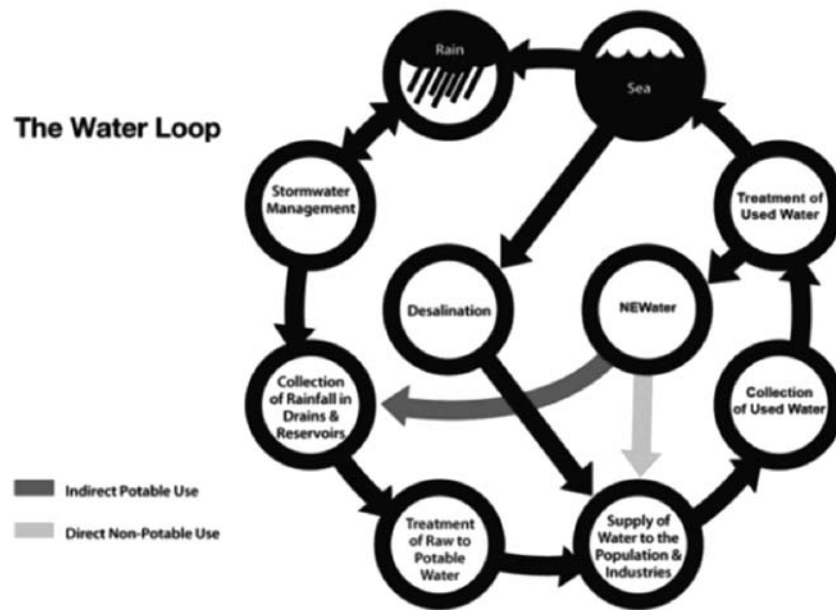 The Water Loop
Rain
Sea
Stormwater
Management
Treatment of
Used Water
Desalination
NEWater
Collection
of Rainfall in
Drains &
Reservoirs
Collection
of Used Water
Indirect Potable Use
Direct Non-Potable Use
Treatment
of Raw to
Potable
Water
Supply of
Water to the
Population &
Industries